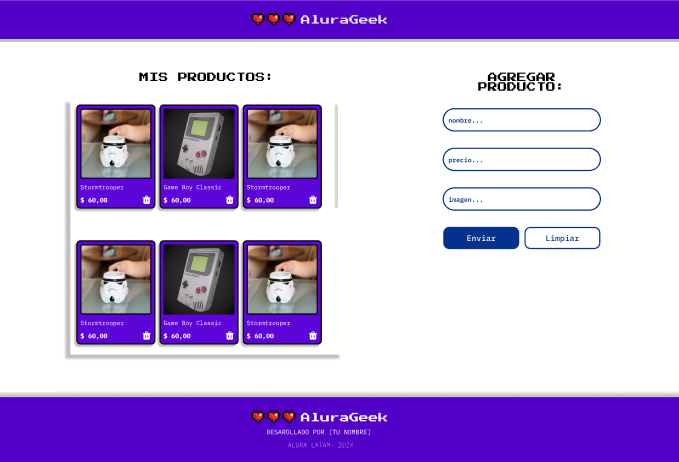 AluraGeek
MIS PRODUCTOS:
Stormtrooper
$ 60,00
Game Boy Classic
$ 60,00
Stormtrooper
$ 60,00
Stormtrooper
$ 60,00
Game Boy Classic
$ 60,00
Stormtrooper
$ 60,00
AGREGAR
PRODUCTO:
nombre...
precio...
imagen...
Enviar
Limpiar
AluraGeek
DESAROLLADO POR [TU NOMBRE]
ALURA LATAM- 202X